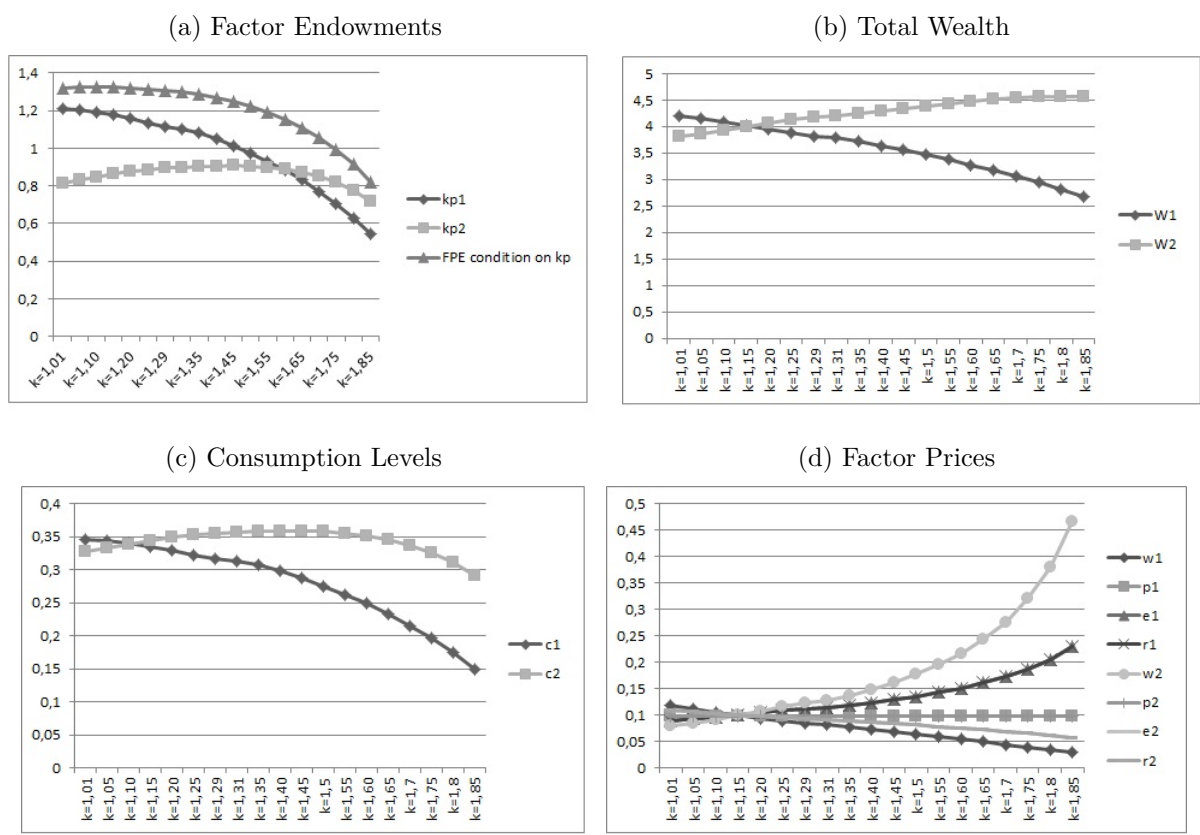 (a) Factor Endowments
1,4
1,2
1
0,8
0,6
0,4
0,2
0
k=1,01
k=1,10
k=1,20
k=1,29
k=1,35
k=1,45
k=1,55
k=1,65
k=1,75
k=1,85
kp1
kp2
FPE condition on kp
(b) Total Wealth
5
4,5
4
3,5
3
2,5
2
1,5
1
0,5
0
k=1,01
k=1,05
k=1,10
k=1,15
k=1,20
k=1,25
k=1,29
k=1,31
k=1,35
k=1,40
k=1,45
k=1,5
k=1,55
k=1,60
k=1,65
k=1,7
k=1,75
k=1,8
k=1,85
W1
W2
(c) Consumption Levels
0,4
0,35
0,3
0,25
0,2
0,15
0,1
0,05
0
k=1,01
k=1,05
k=1,10
k=1,15
k=1,20
k=1,25
k=1,29
k=1,31
k=1,35
k=1,40
k=1,45
k=1,5
k=1,55
k=1,60
k=1,65
k=1,7
k=1,75
k=1,8
k=1,85
c1
c2
(d) Factor Prices
0,5
0,45
0,4
0,35
0,3
0,25
0,2
0,15
0,1
0,05
0
k=1,01
k=1,05
k=1,10
k=1,15
k=1,20
k=1,25
k=1,29
k=1,31
k=1,35
k=1,40
k=1,45
k=1,5
k=1,55
k=1,60
k=1,65
k=1,7
k=1,75
k=1,8
k=1,85
w1
p1
e1
r1
w2
p2
e2
r2